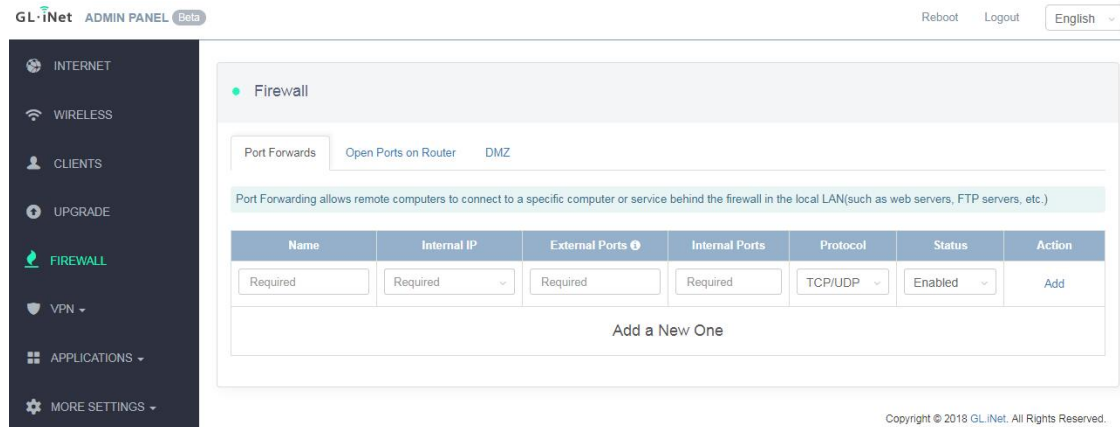 GL·iNet ADMIN PANEL Beta
Reboot Logout English
INTERNET
WIRELESS
CLIENTS
UPGRADE
FIREWALL
VPN
APPLICATIONS
MORE SETTINGS
Firewall
Port Forwards Open Ports on Router DMZ
Port Forwarding allows remote computers to connect to a specific computer or service behind the firewall in the local LAN(such as web servers, FTP servers, etc.)
Name Internal IP External Ports Internal Ports Protocol Status Action
Required Required Required Required TCP/UDP Enabled Add
Add a New One
Copyright © 2018 GL.iNet. All Rights Reserved.